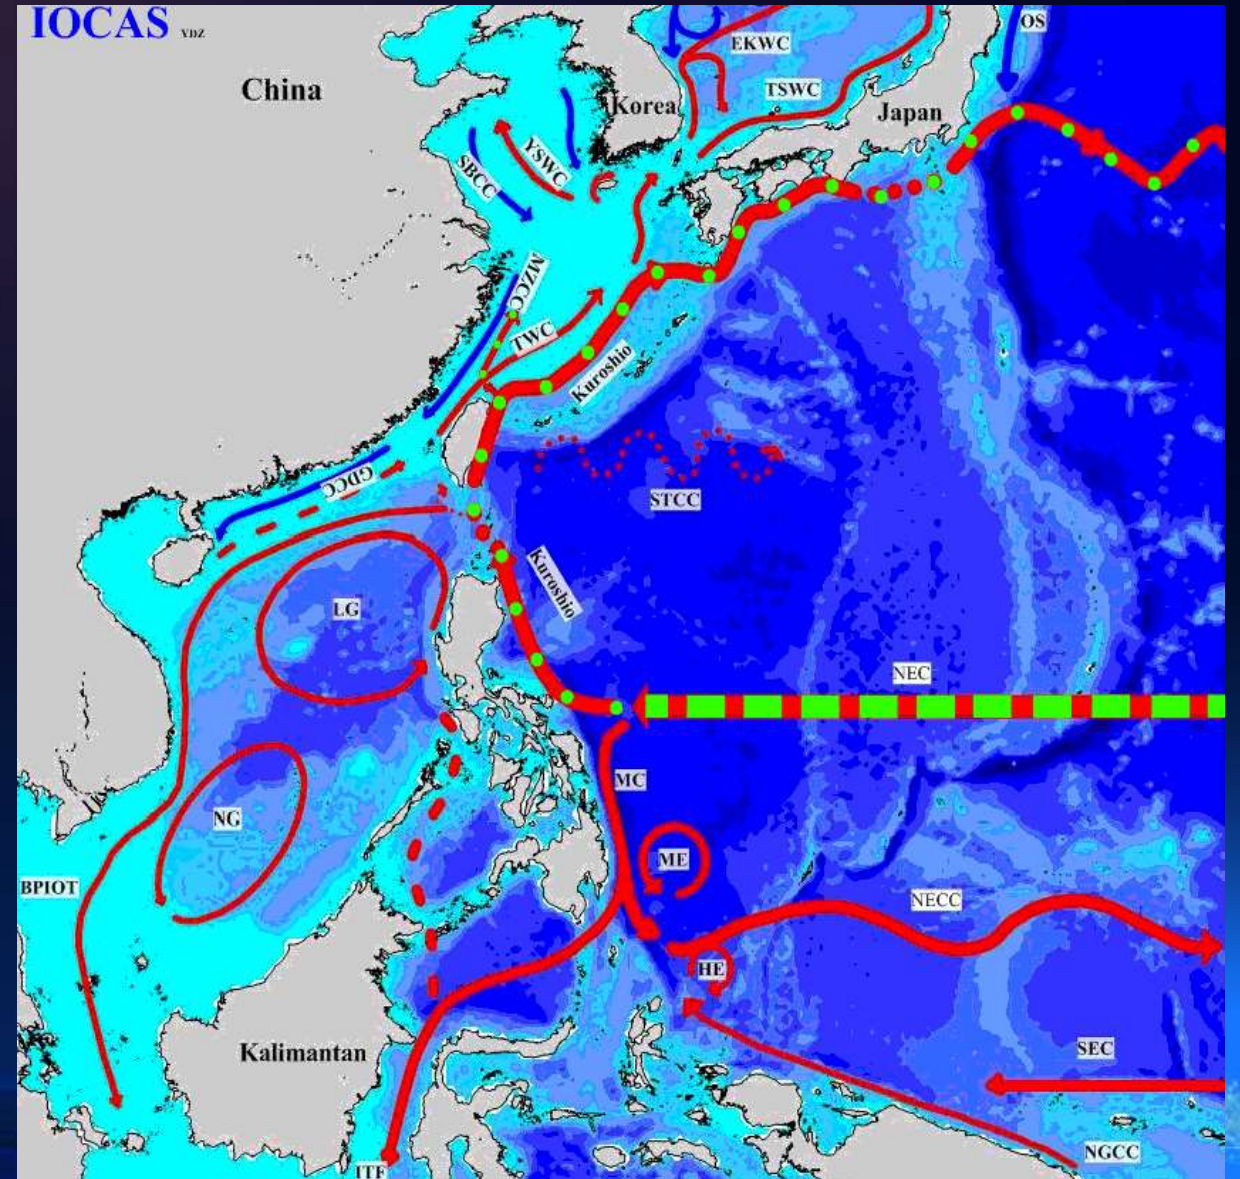 IOCAS YDZ
OS
EKWC
China
TSWC
Korea
Japan
YSWC
SBCC
MZCC
TWC
Kuroshio
GDCC
STCC
Kuroshio
LG
NEC
MC
NG
ME
BPIOT
NECC
HE
Kalimantan
SEC
NGCC
ITF